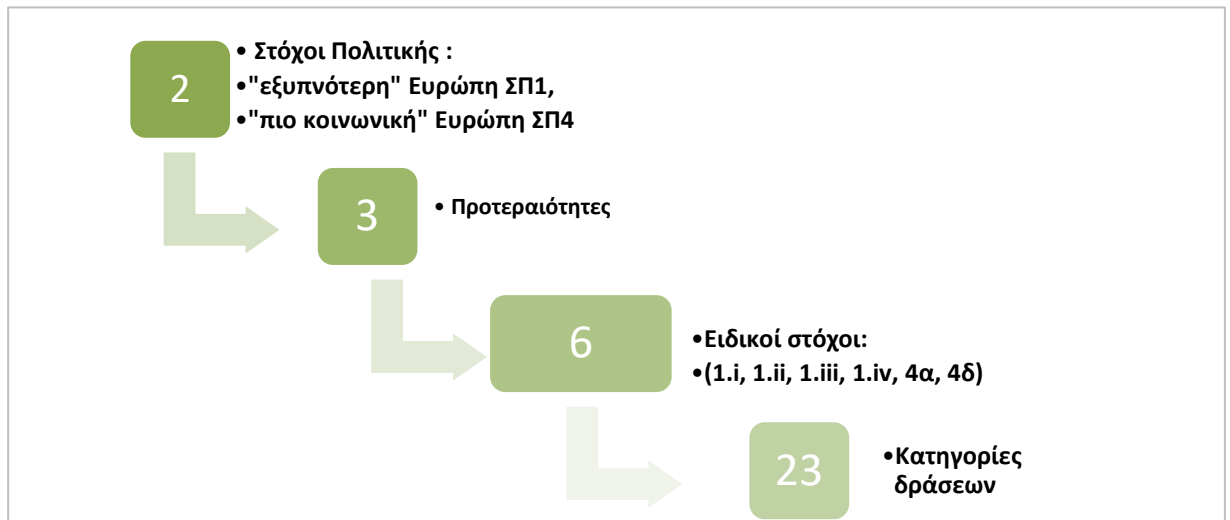 2
• Στόχοι Πολιτικής :
•"εξυπνότερη" Ευρώπη ΣΠ1,
•"πιο κοινωνική" Ευρώπη ΣΠ4
3
• Προτεραιότητες
6
•Ειδικοί στόχοι:
•(1.i, 1.ii, 1.iii, 1.iv, 4α, 4δ)
23
•Κατηγορίες
δράσεων